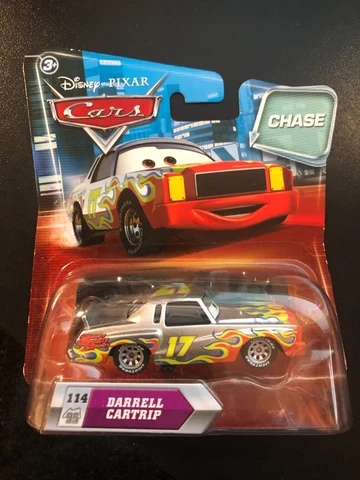 3+
Disney • PIXAR
Cars
CHASE
17
17
114
DARRELL
CARTRIP